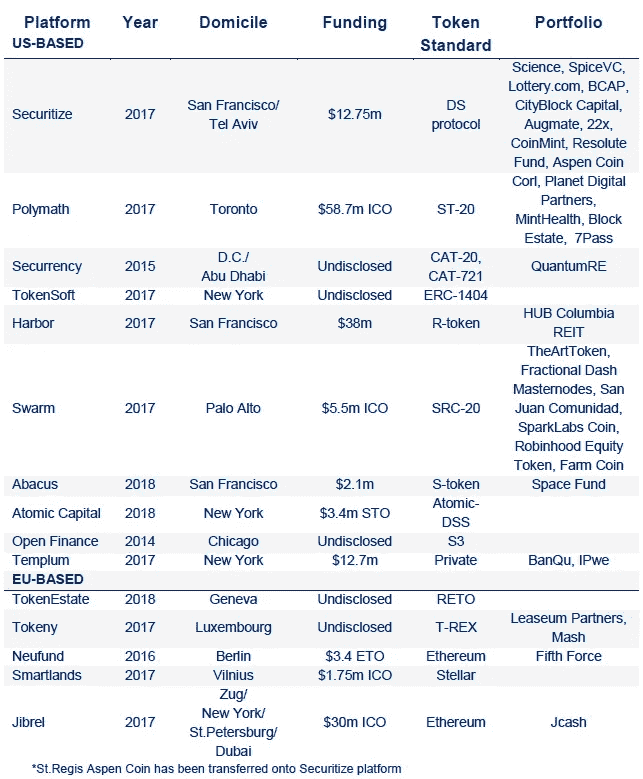 Platform Year Domicile Funding Token Standard Portfolio
US-BASED
Securitize 2017 San Francisco/ Tel Aviv $12.75m DS protocol Science, SpiceVC, Lottery.com, BCAP, CityBlock Capital, Augmate, 22x, CoinMint, Resolute Fund, Aspen Coin
Polymath 2017 Toronto $58.7m ICO ST-20 Corl, Planet Digital Partners, MintHealth, Block Estate, 7Pass
Securrency 2015 D.C./ Abu Dhabi Undisclosed CAT-20, CAT-721 QuantumRE
TokenSoft 2017 New York Undisclosed ERC-1404
Harbor 2017 San Francisco $38m R-token HUB Columbia REIT
Swarm 2017 Palo Alto $5.5m ICO SRC-20 TheArtToken, Fractional Dash Masternodes, San Juan Comunidad, SparkLabs Coin, Robinhood Equity Token, Farm Coin
Abacus 2018 San Francisco $2.1m S-token Space Fund
Atomic Capital 2018 New York $3.4m STO Atomic-DSS
Open Finance 2014 Chicago Undisclosed S3
Templum 2017 New York $12.7m Private BanQu, IPwe
EU-BASED
TokenEstate 2018 Geneva Undisclosed RETO
Tokeny 2017 Luxembourg Undisclosed T-REX Leaseum Partners, Mash
Neufund 2016 Berlin $3.4 ETO Ethereum Fifth Force
Smartlands 2017 Vilnius $1.75m ICO Stellar
Jibrel 2017 Zug/ New York/ St.Petersburg/ Dubai $30m ICO Ethereum Jcash
*St.Regis Aspen Coin has been transferred onto Securitize platform